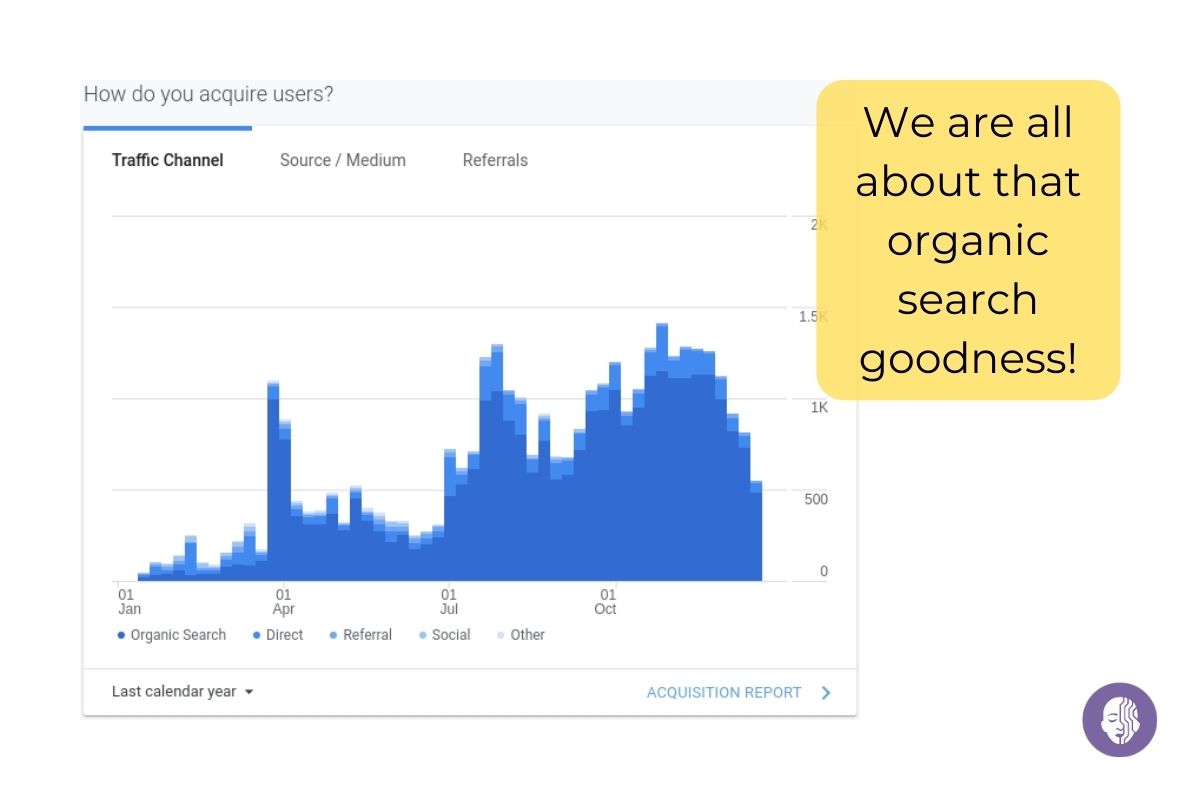 How do you acquire users?
Traffic Channel Source / Medium Referrals
We are all
about that
organic
search
goodness!
2K
1.5K
1K
500
0
01 01 01 01
Jan Apr Jul Oct
Organic Search Direct Referral Social Other
Last calendar year ACQUISITION REPORT